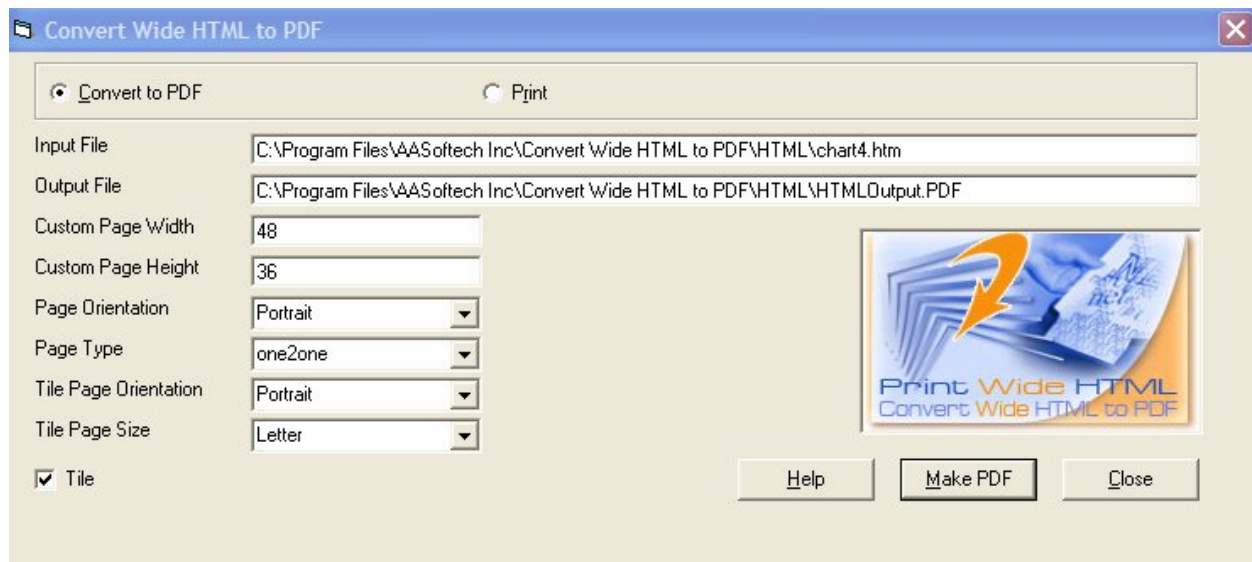 Convert Wide HTML to PDF
Convert to PDF Print
Input File C:\Program Files\AASoftech Inc\Convert Wide HTML to PDF\HTML\chart4.htm
Output File C:\Program Files\AASoftech Inc\Convert Wide HTML to PDF\HTML\HTMLOutput.PDF
Custom Page Width 48
Custom Page Height 36
Page Orientation Portrait
Page Type one2one
Tile Page Orientation Portrait
Tile Page Size Letter
Print Wide HTML
Convert Wide HTML to PDF
Tile Help Make PDF Close